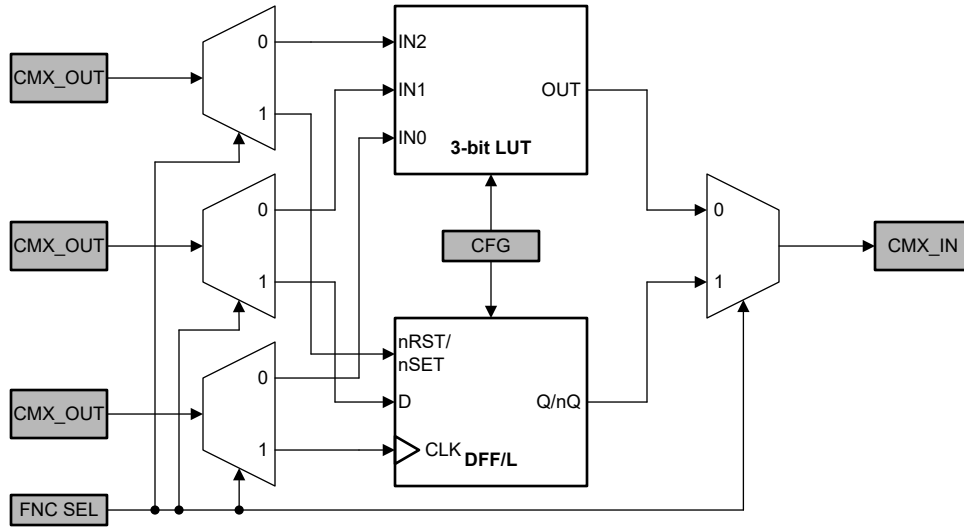 CMX_OUT
0
1
IN2
IN1
IN0
OUT
3-bit LUT
CMX_OUT
0
1
CFG
0
1
CMX_IN
CMX_OUT
0
1
nRST/
nSET
D
CLK
Q/nQ
DFF/L
FNC SEL